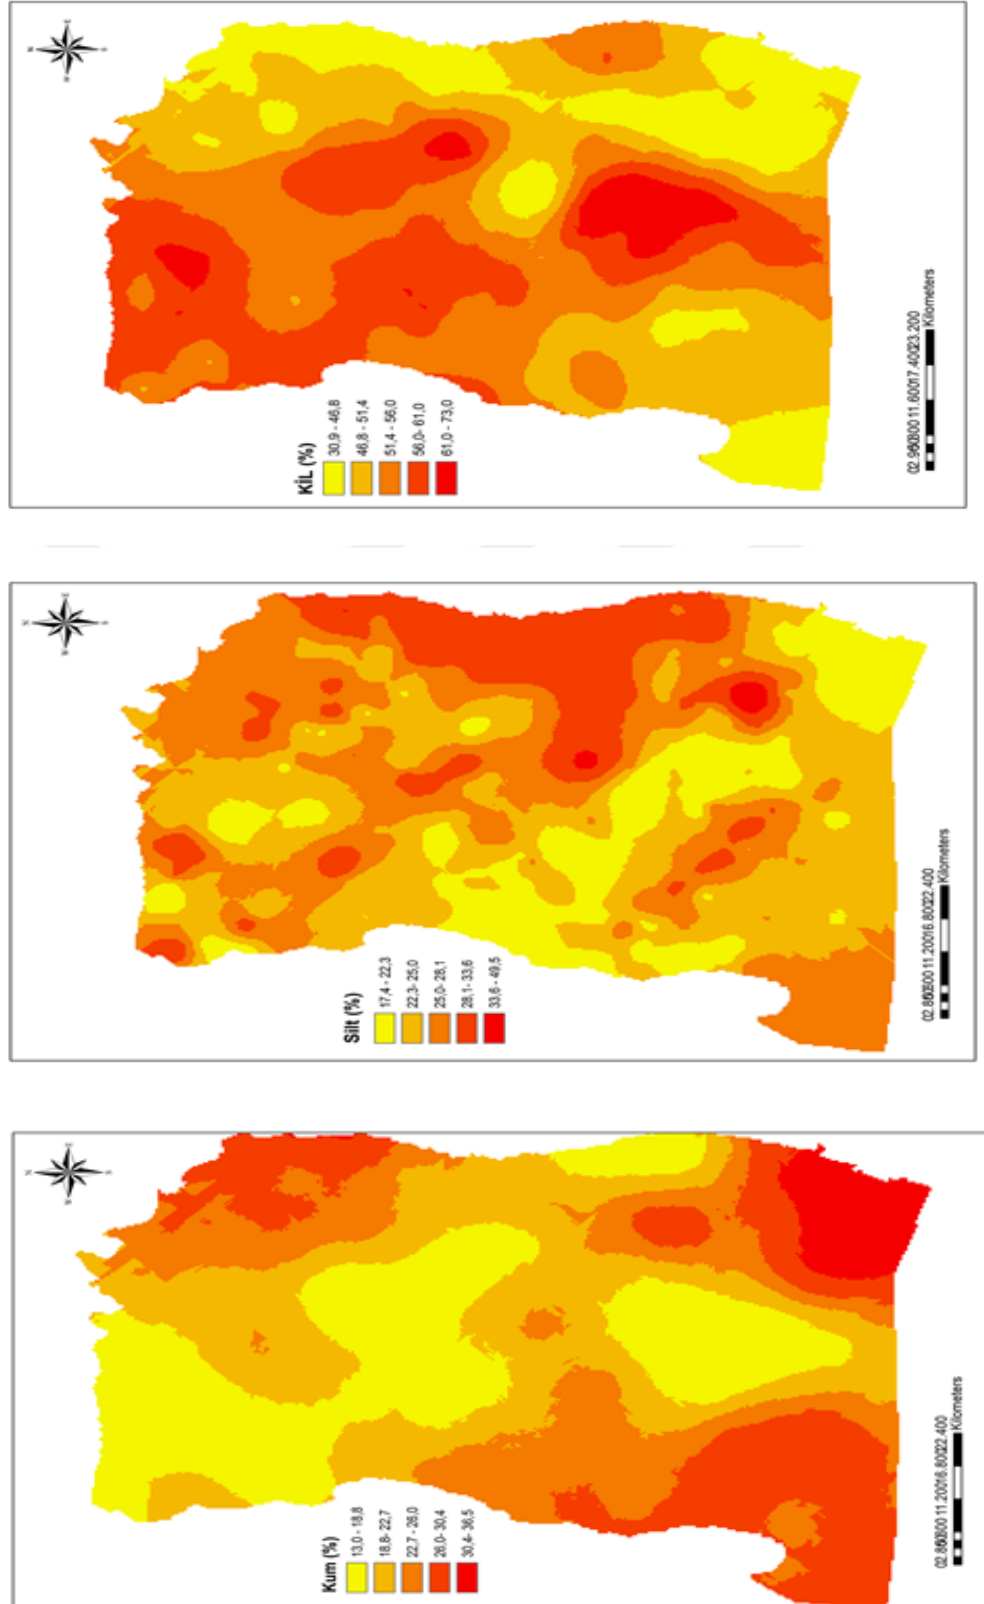 KİL (%)
30,9 - 46,8
46,8 - 51,4
51,4 - 56,0
56,0- 61,0
61,0 - 73,0
Kilometers
Silt (%)
17,4 - 22,3
22,3- 25,0
25,0- 28,1
28,1- 33,6
33,6 - 49,5
Kilometers
Kum (%)
13,0 - 18,8
18,8- 22,7
22,7 - 26,0
26,0- 30,4
30,4- 36,5
Kilometers